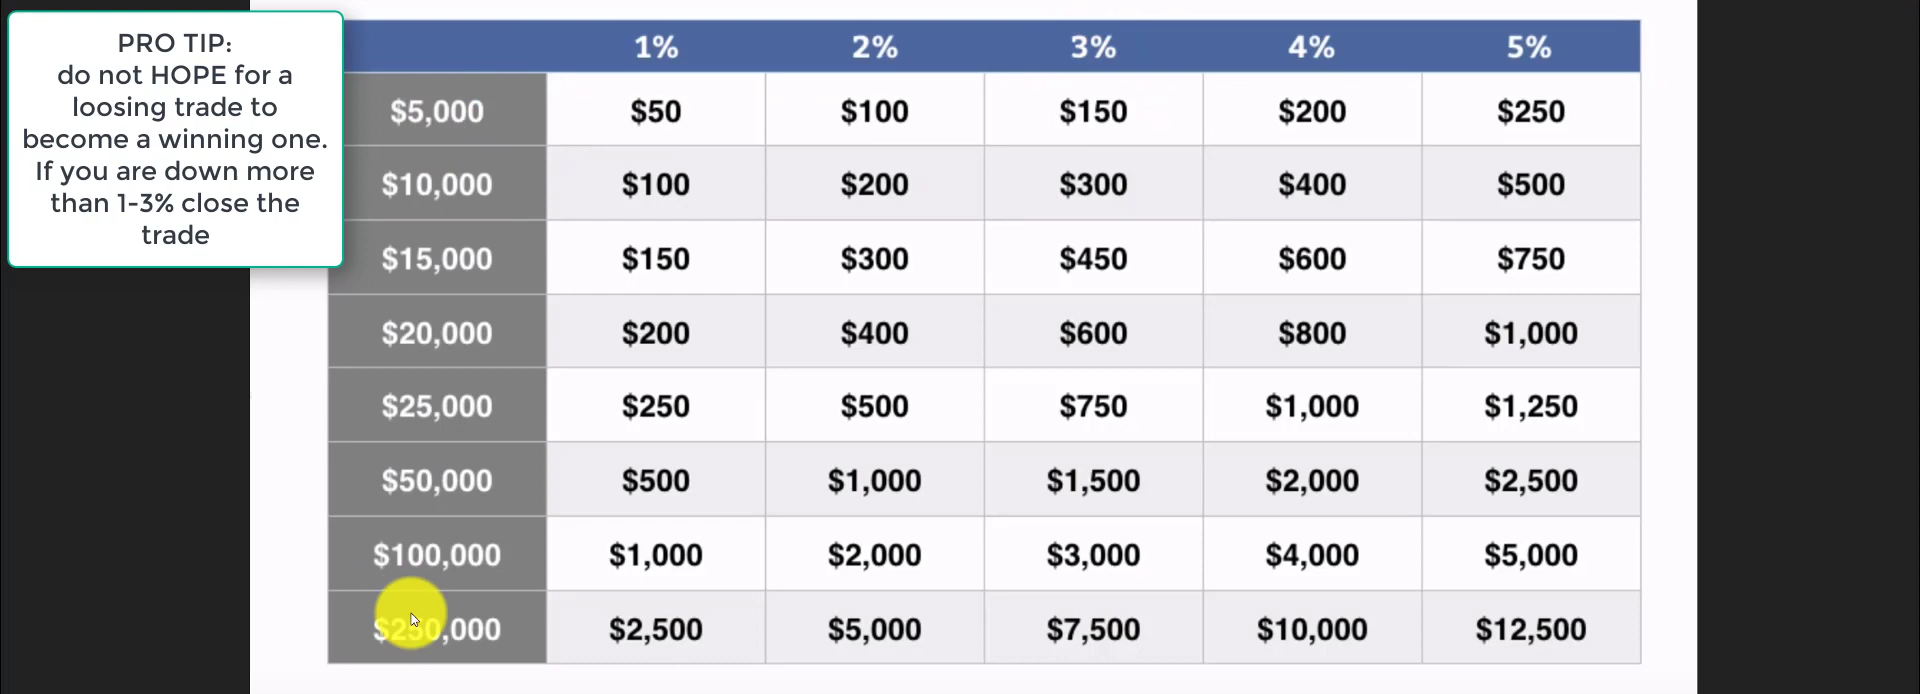 PRO TIP:
do not HOPE for a
loosing trade to
become a winning one.
If you are down more
than 1-3% close the
trade
1% 2% 3% 4% 5%
$5,000 $50 $100 $150 $200 $250
$10,000 $100 $200 $300 $400 $500
$15,000 $150 $300 $450 $600 $750
$20,000 $200 $400 $600 $800 $1,000
$25,000 $250 $500 $750 $1,000 $1,250
$50,000 $500 $1,000 $1,500 $2,000 $2,500
$100,000 $1,000 $2,000 $3,000 $4,000 $5,000
$250,000 $2,500 $5,000 $7,500 $10,000 $12,500